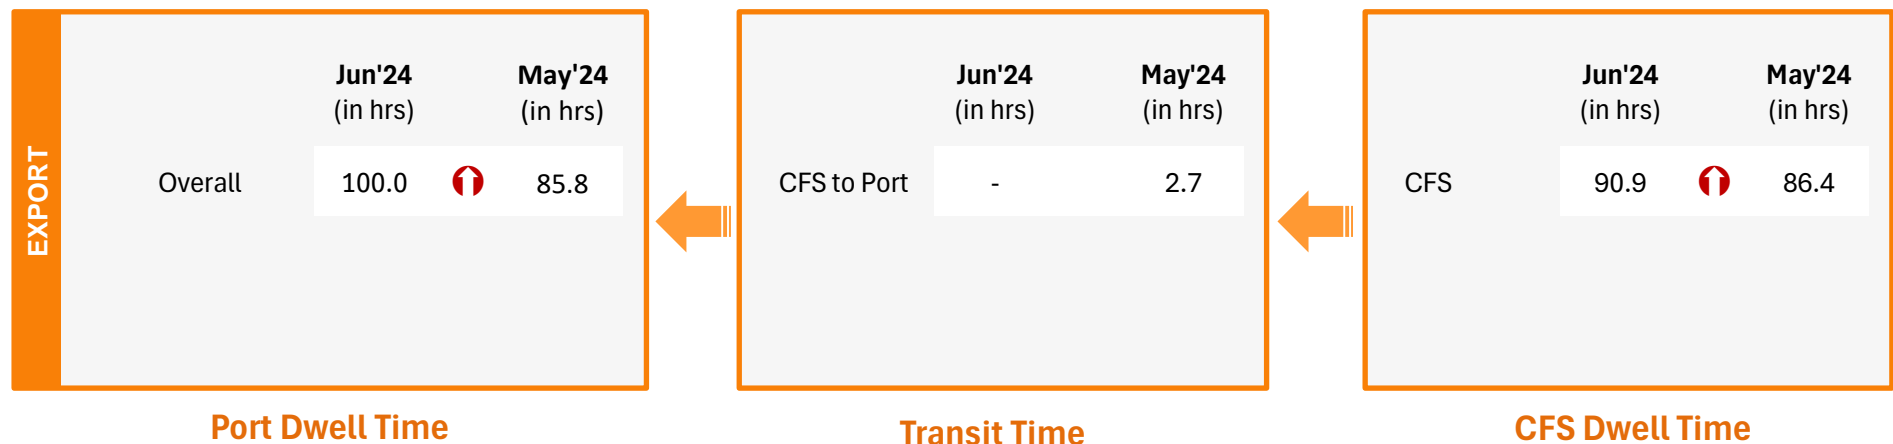 EXPORT
Jun'24 May'24
(in hrs) (in hrs)
Overall 100.0 85.8
Port Dwell Time
Jun'24 May'24
(in hrs) (in hrs)
CFS to Port - 2.7
Transit Time
Jun'24 May'24
(in hrs) (in hrs)
CFS 90.9 86.4
CFS Dwell Time